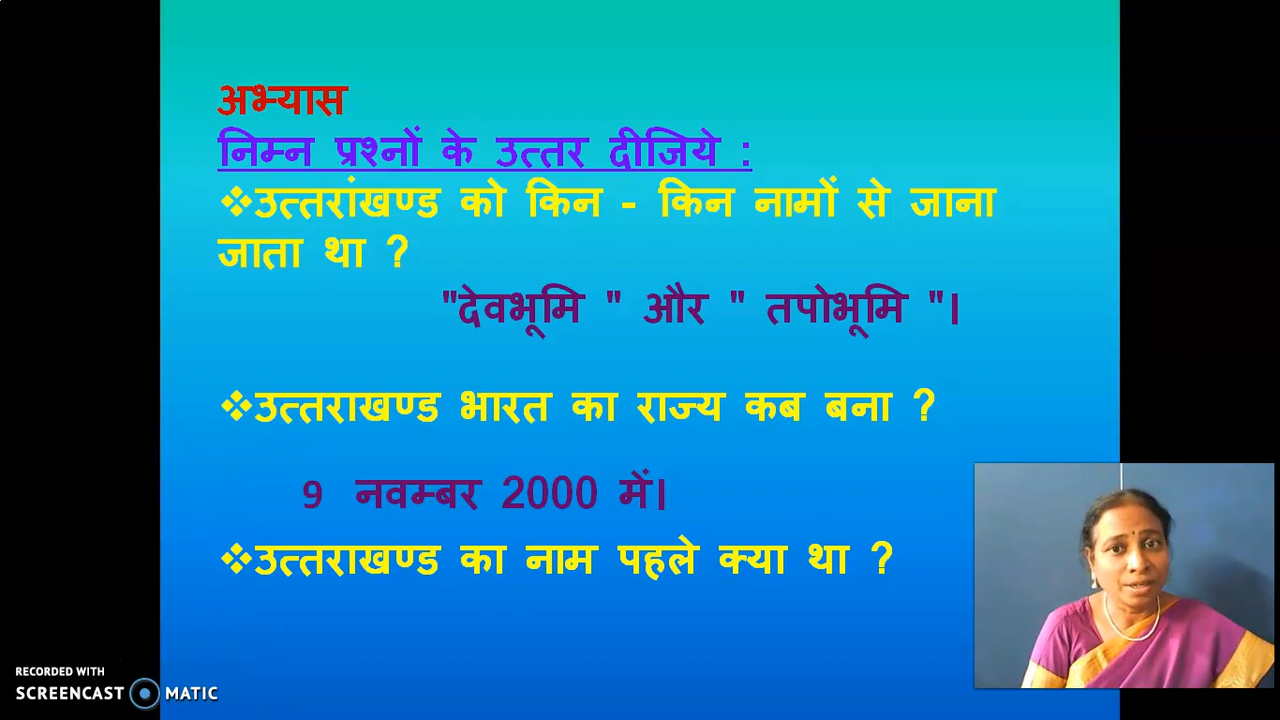 अभ्यास
निम्न प्रश्नों के उत्तर दीजिये :
❖उत्तरांखण्ड को किन - किन नामों से जाना
जाता था ?
"देवभूमि " और " तपोभूमि "।
❖उत्तराखण्ड भारत का राज्य कब बना ?
9 नवम्बर 2000 में।
❖उत्तराखण्ड का नाम पहले क्या था ?
RECORDED WITH
SCREENCAST MATIC